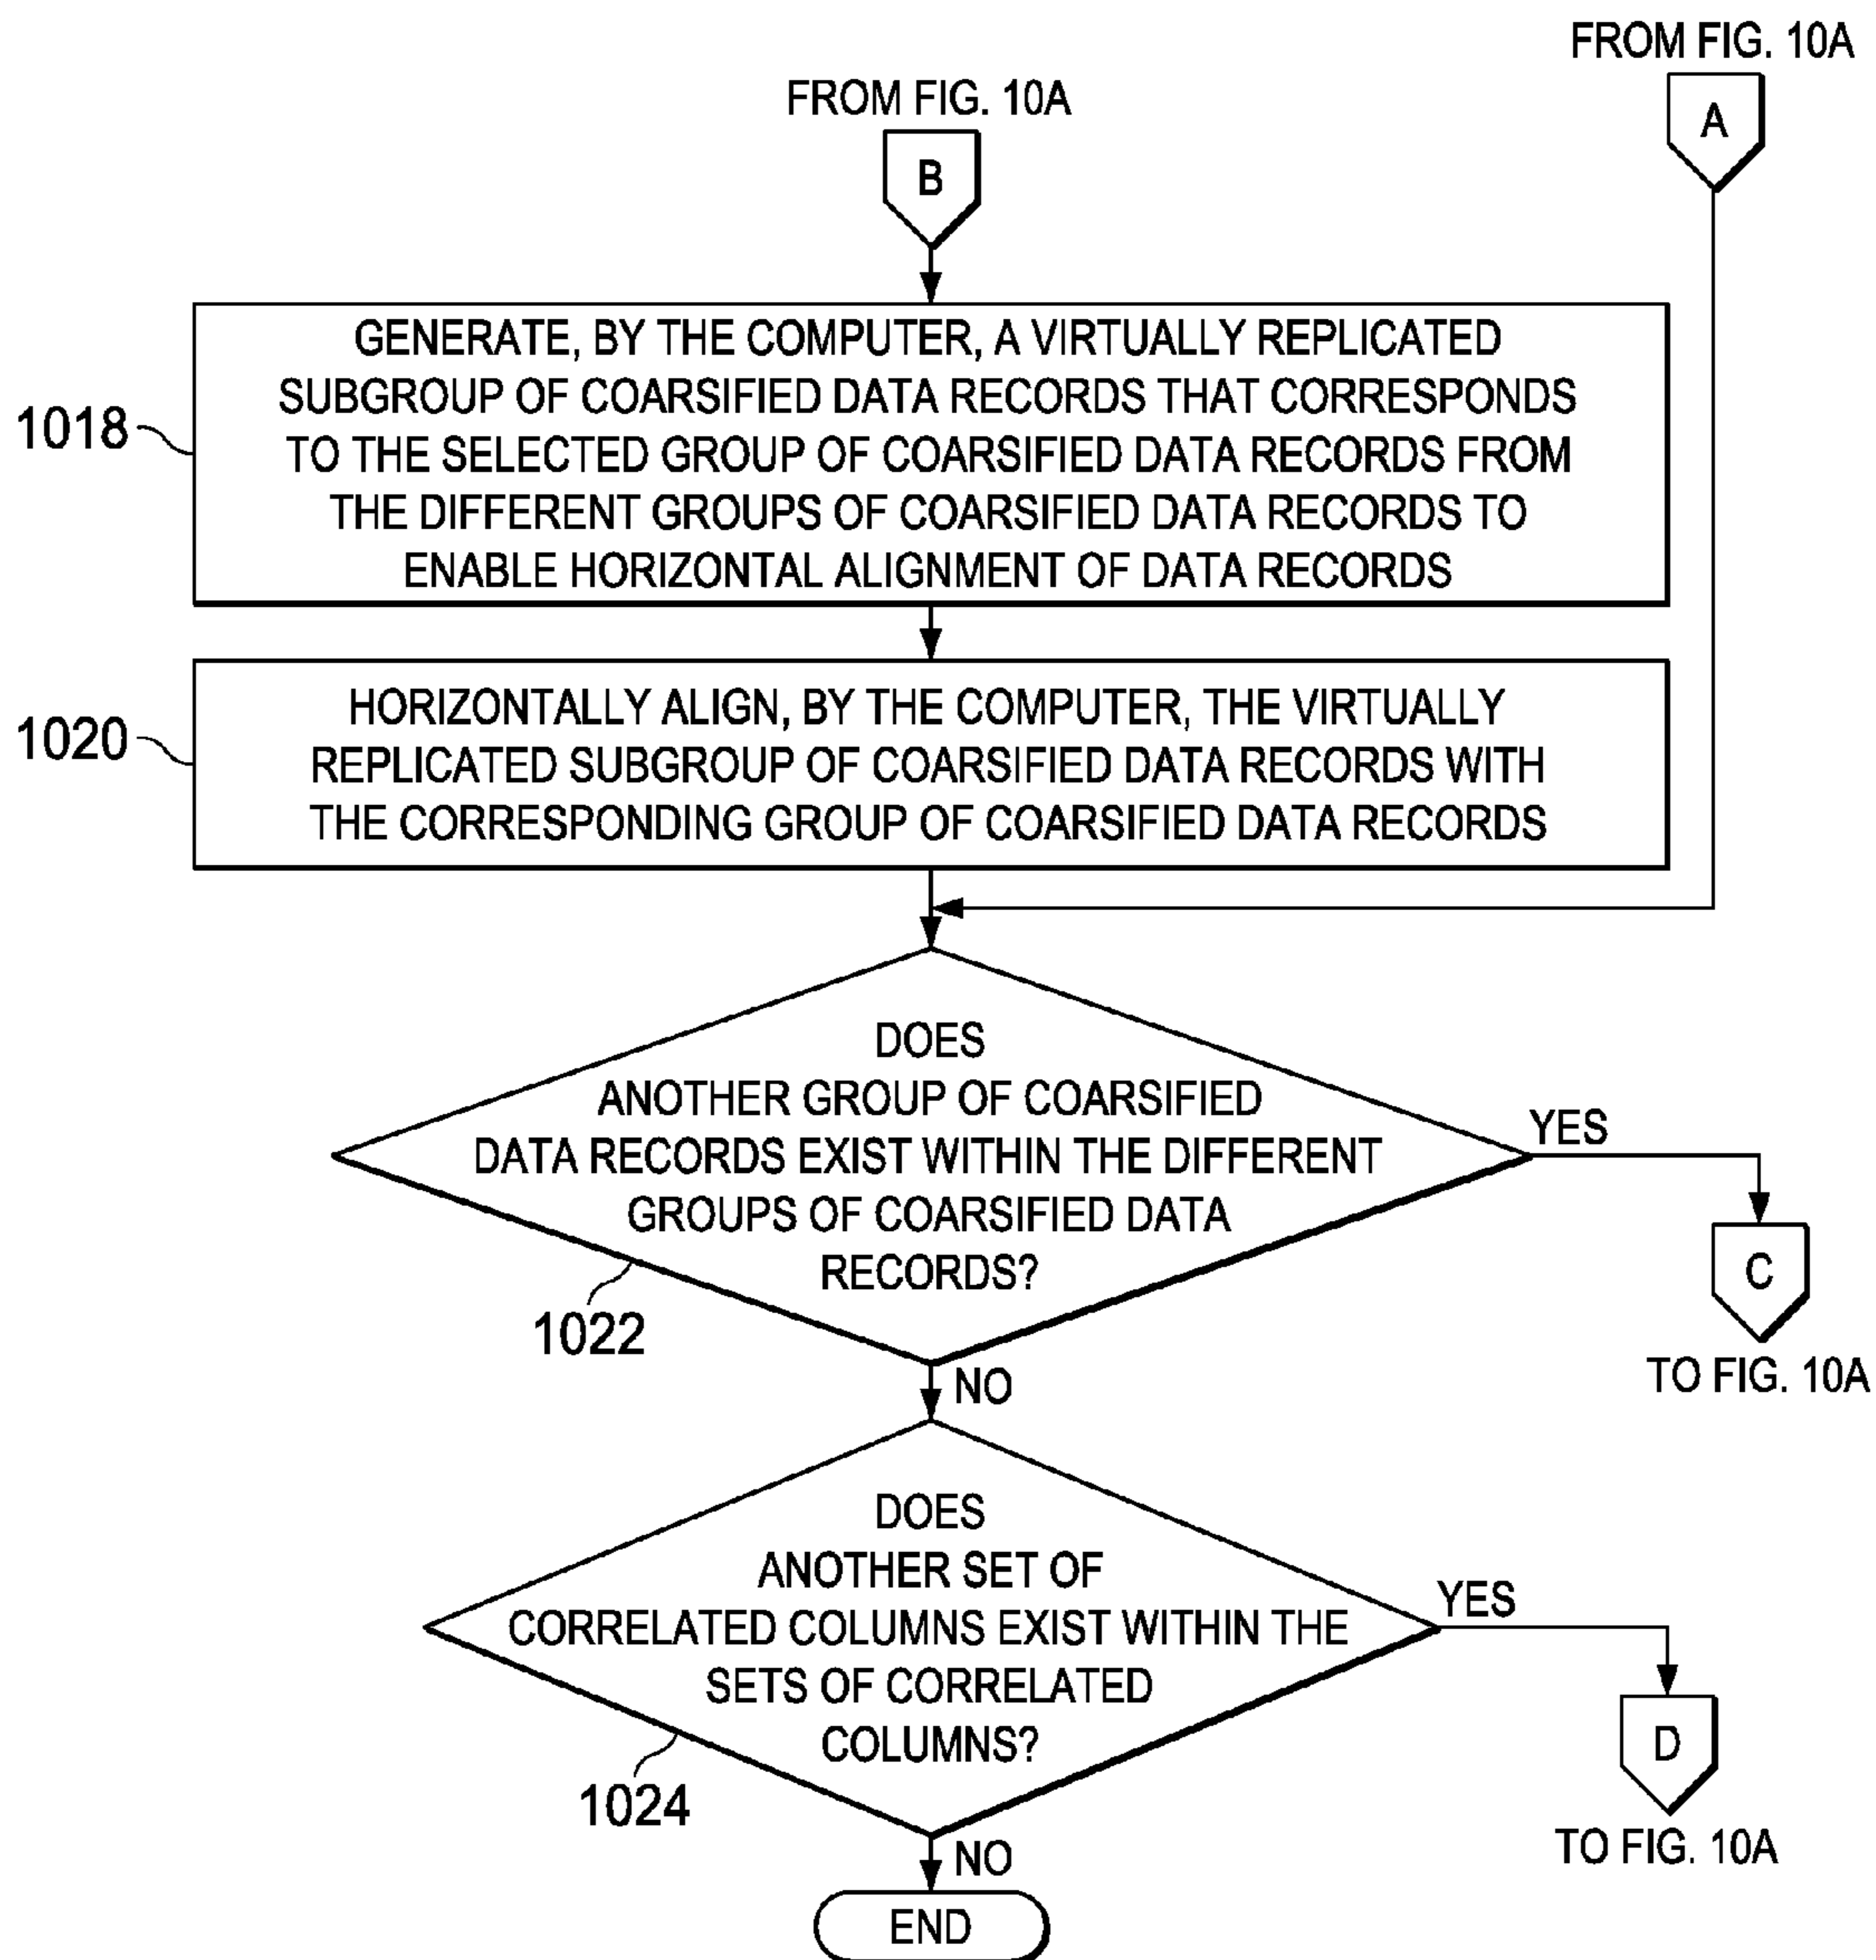 FROM FIG. 10A
A
FROM FIG. 10A
B
GENERATE, BY THE COMPUTER, A VIRTUALLY REPLICATED
SUBGROUP OF COARSIFIED DATA RECORDS THAT CORRESPONDS
TO THE SELECTED GROUP OF COARSIFIED DATA RECORDS FROM
THE DIFFERENT GROUPS OF COARSIFIED DATA RECORDS TO
ENABLE HORIZONTAL ALIGNMENT OF DATA RECORDS
1018
HORIZONTALLY ALIGN, BY THE COMPUTER, THE VIRTUALLY
REPLICATED SUBGROUP OF COARSIFIED DATA RECORDS WITH
THE CORRESPONDING GROUP OF COARSIFIED DATA RECORDS
1020
DOES
ANOTHER GROUP OF COARSIFIED
DATA RECORDS EXIST WITHIN THE DIFFERENT
GROUPS OF COARSIFIED DATA
RECORDS?
1022
YES
C
TO FIG. 10A
NO
DOES
ANOTHER SET OF
CORRELATED COLUMNS EXIST WITHIN THE
SETS OF CORRELATED
COLUMNS?
1024
YES
D
TO FIG. 10A
NO
END